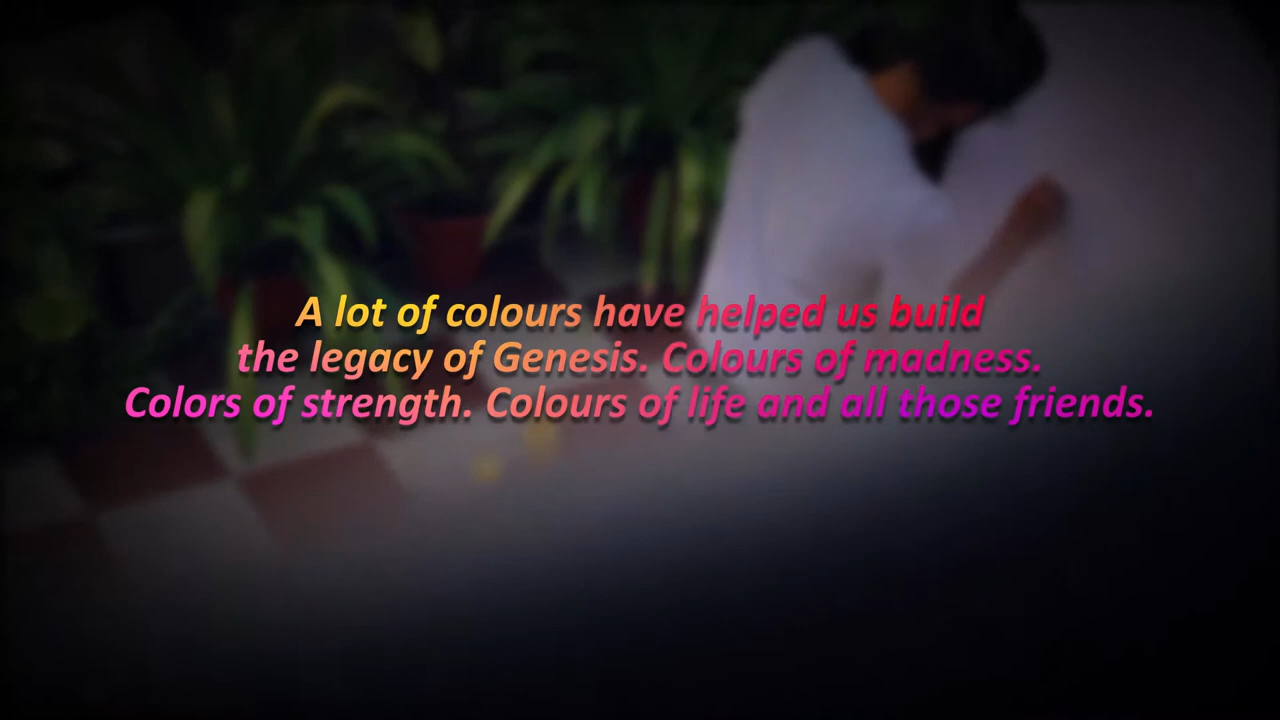 A lot of colours have helped us build
the legacy of Genesis. Colours of madness.
Colors of strength. Colours of life and all those friends.